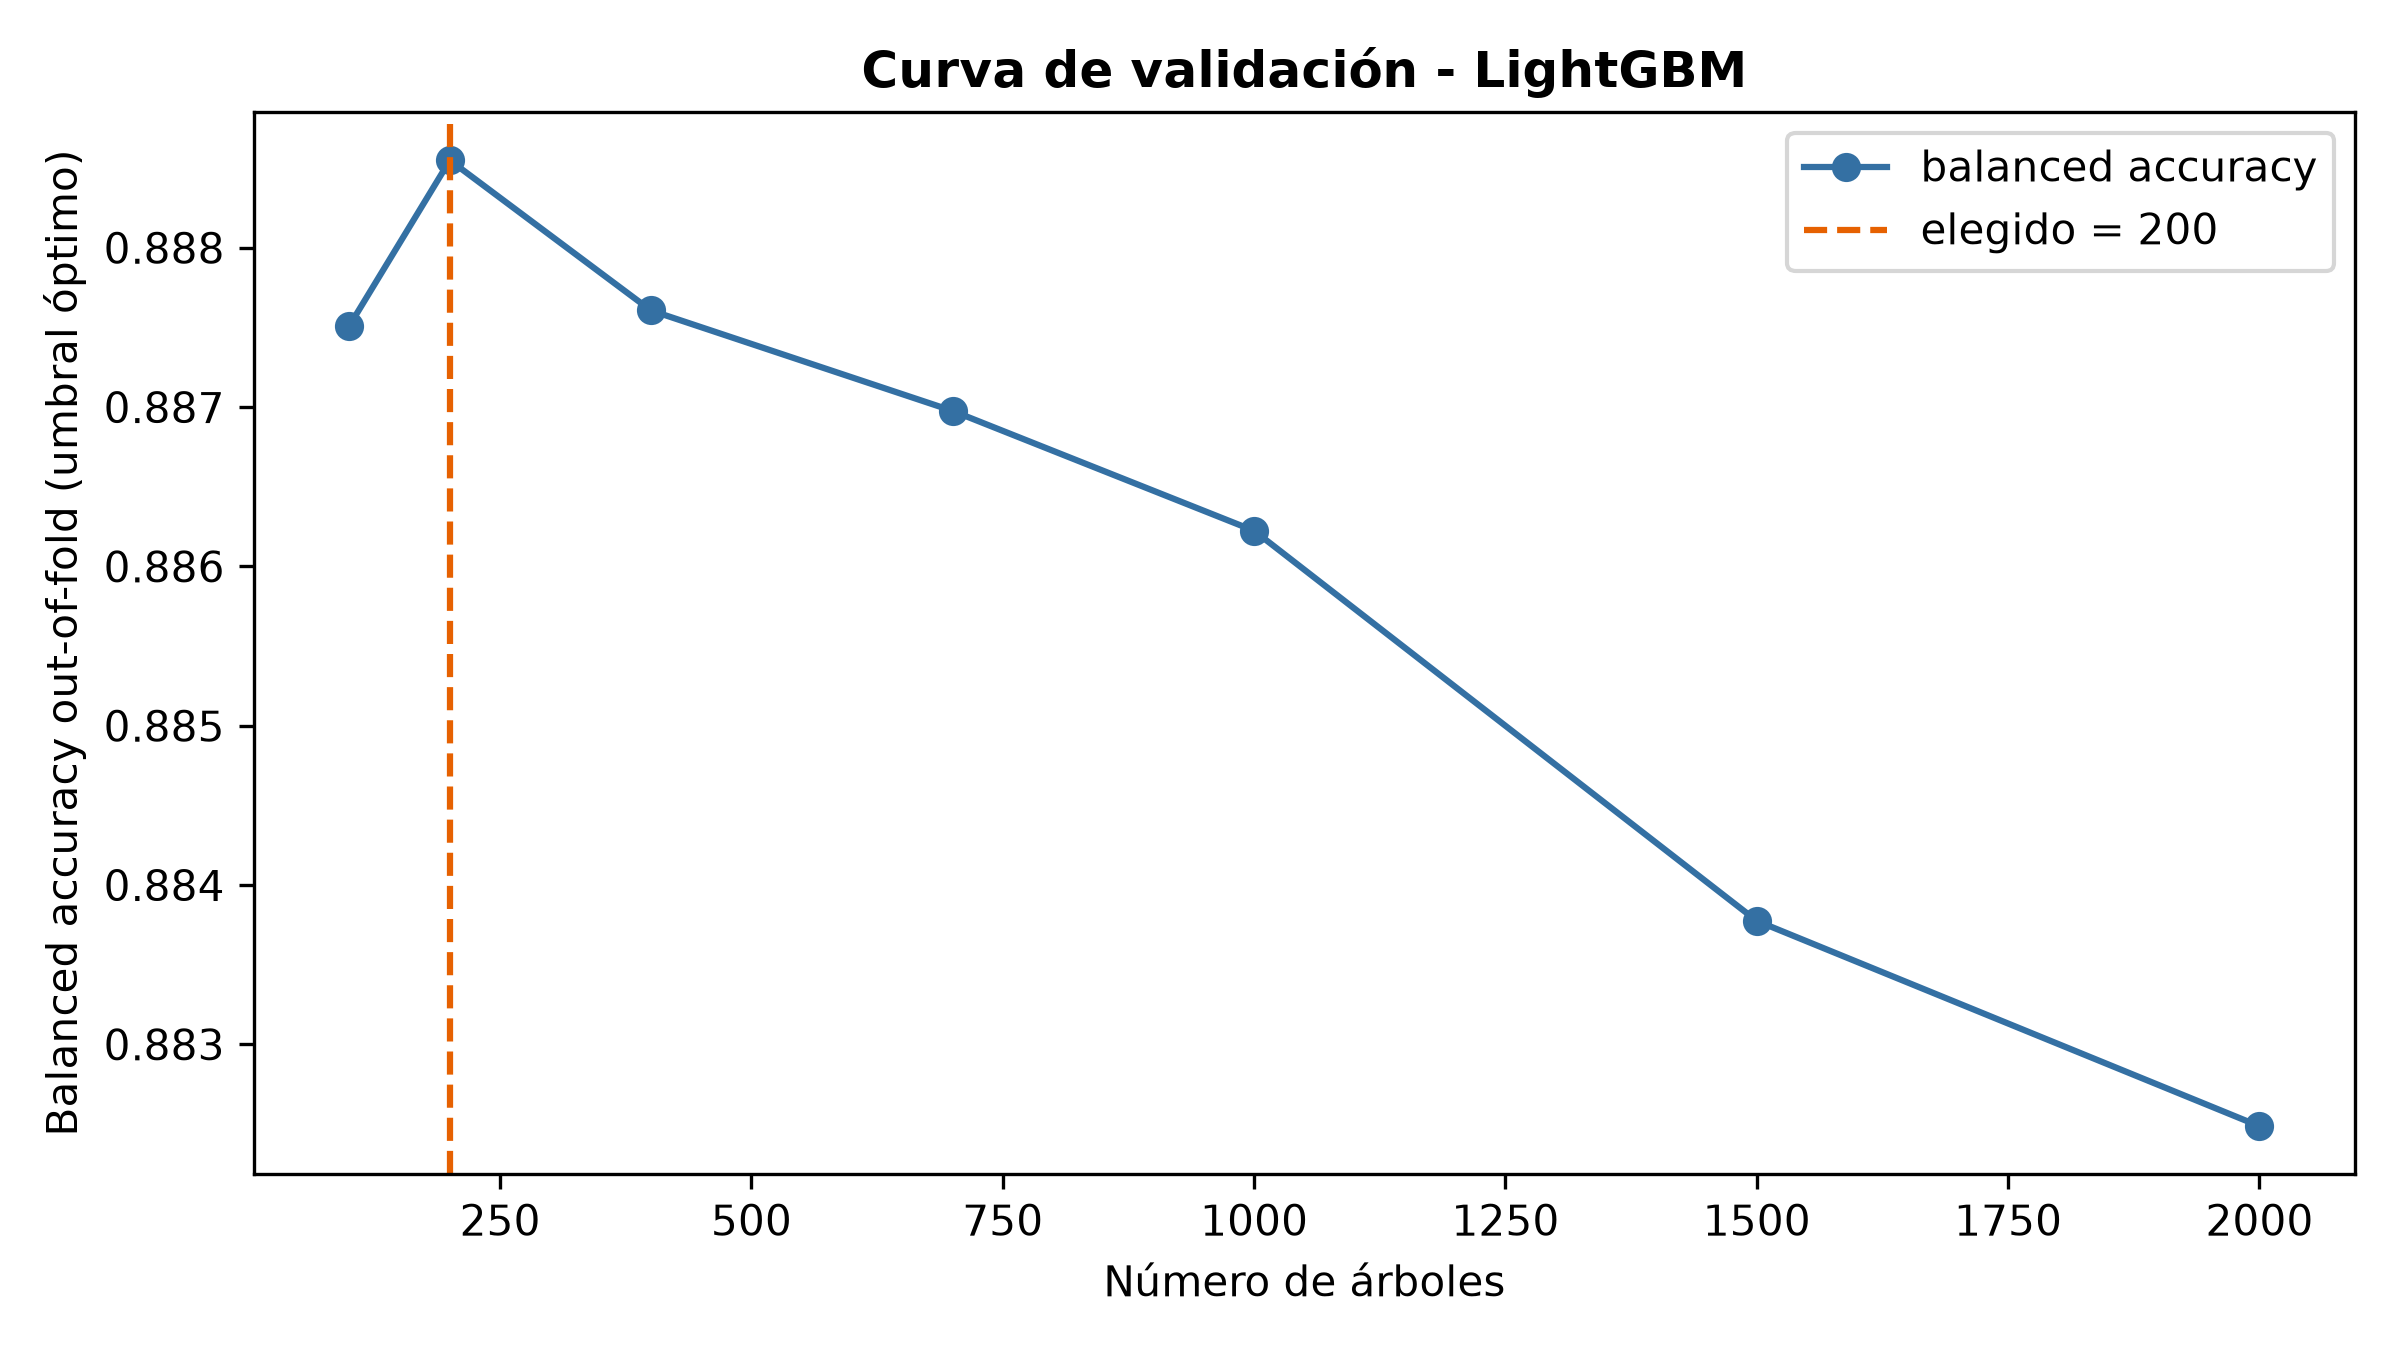 Curva de validación - LightGBM
balanced accuracy
elegido = 200
Balanced accuracy out-of-fold (umbral óptimo)
0.888
0.887
0.886
0.885
0.884
0.883
250 500 750 1000 1250 1500 1750 2000
Número de árboles